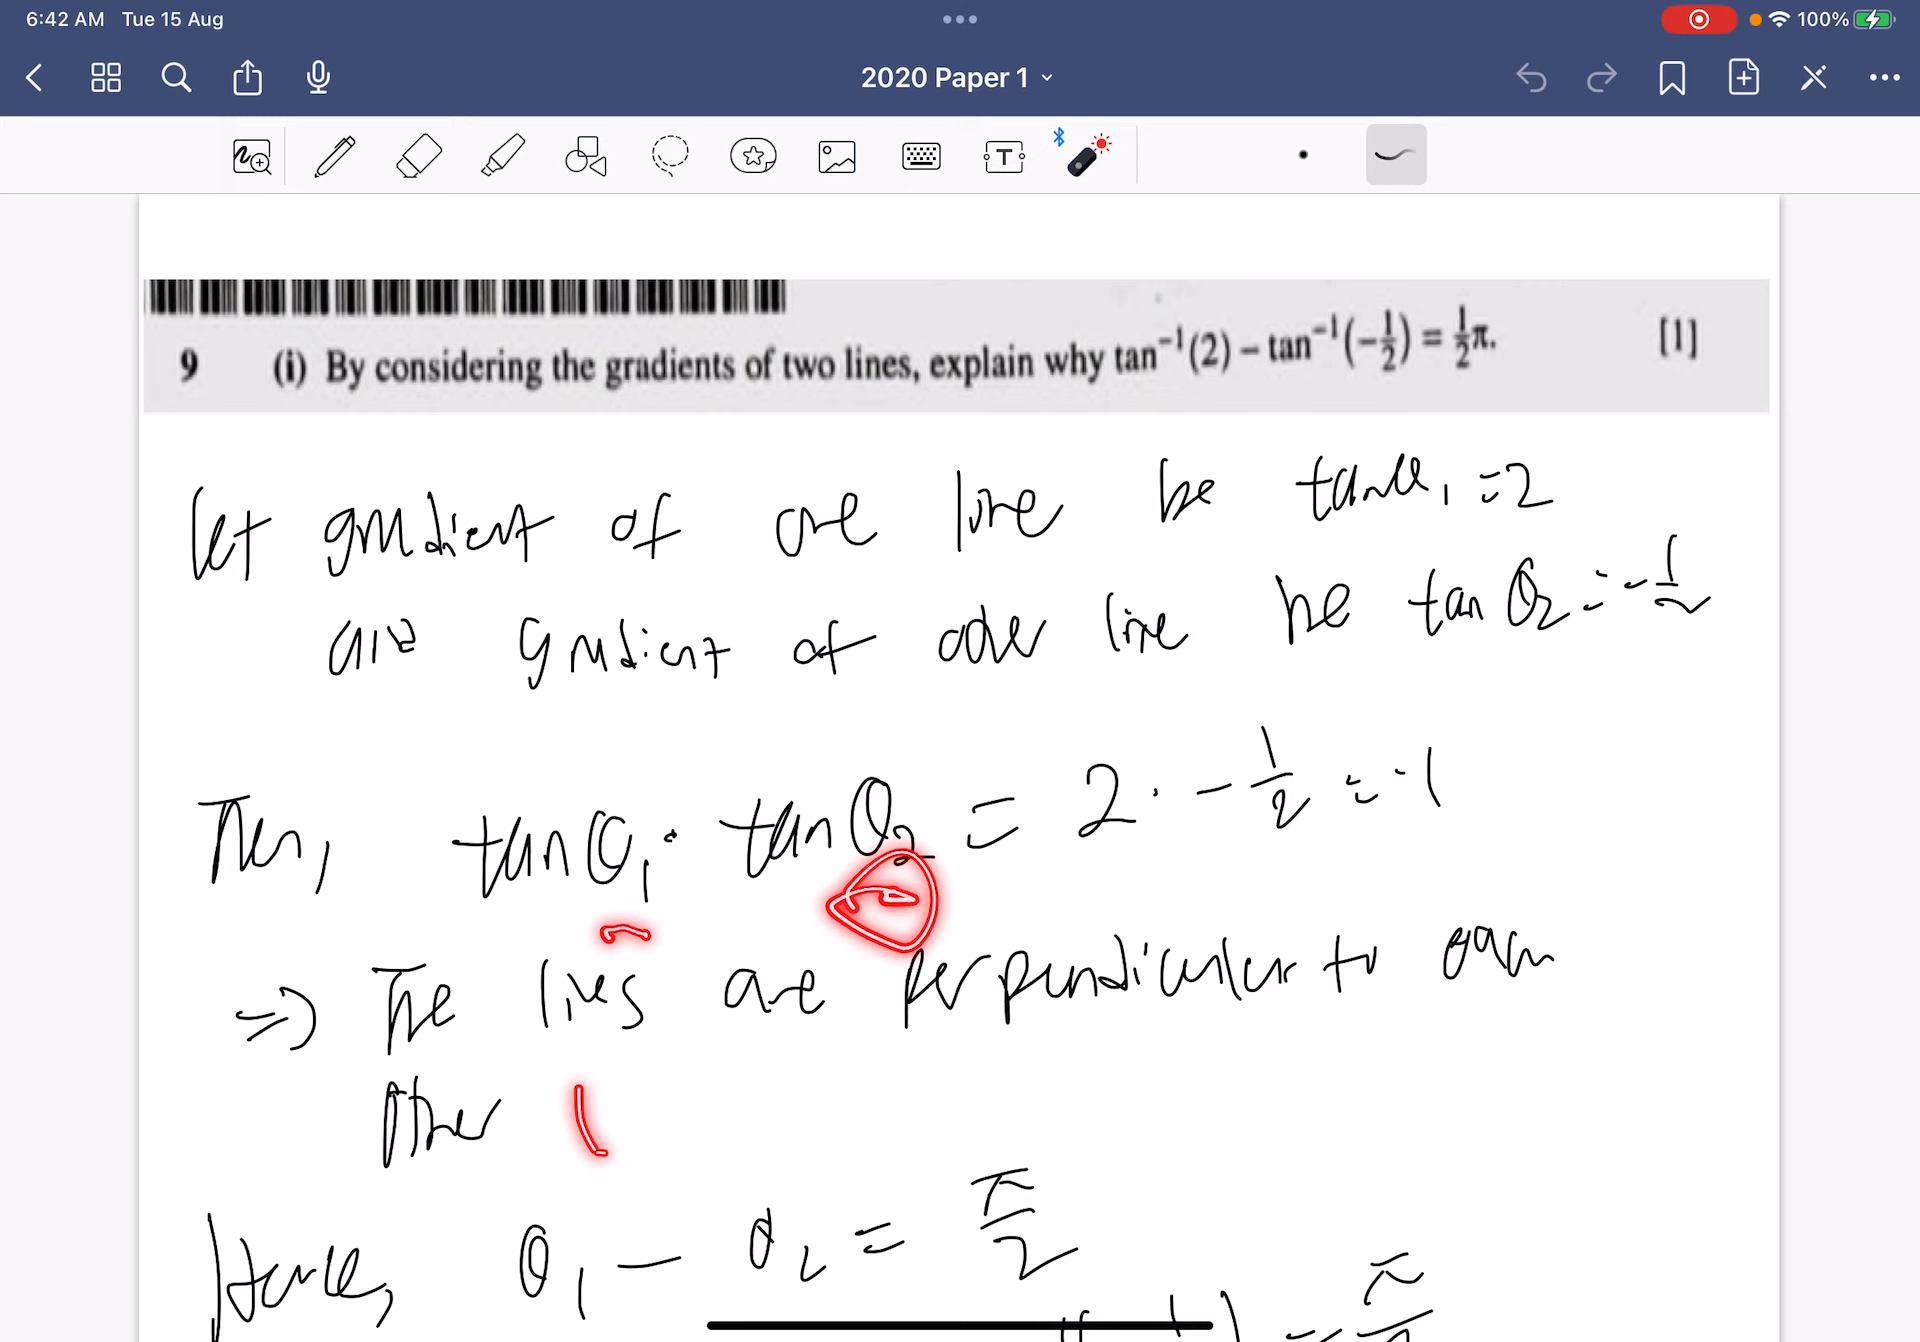 6:42 AM Tue 15 Aug
100%
2020 Paper 1
T
9 (i) By considering the gradients of two lines, explain why tan⁻¹(2) – tan⁻¹(–½) = ½π. [1]
let gradient of one line be tanθ₁ = 2
and gradient of other line be tan θ₂ = -1/2
Then, tanθ₁ · tanθ₂ = 2 · -1/2 = -1
=) The lines are perpendicular to each
other
Hence, θ₁ – θ₂ = π/2